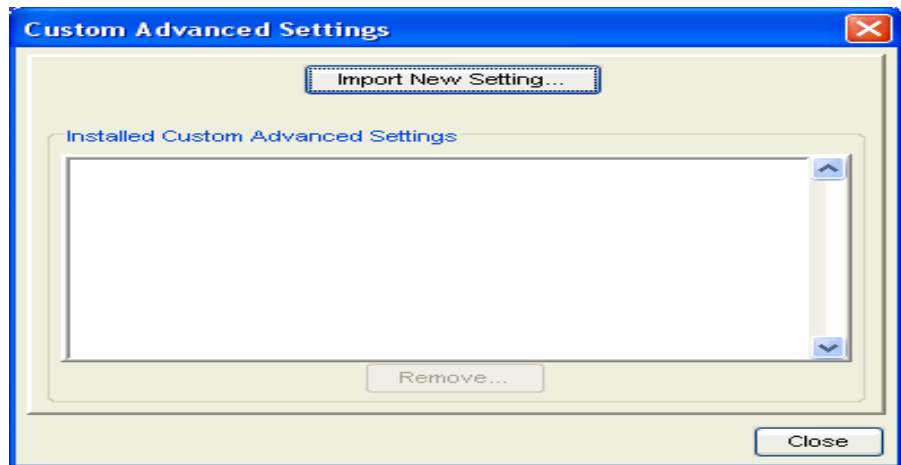 Custom Advanced Settings
Import New Setting...
Installed Custom Advanced Settings
Remove...
Close